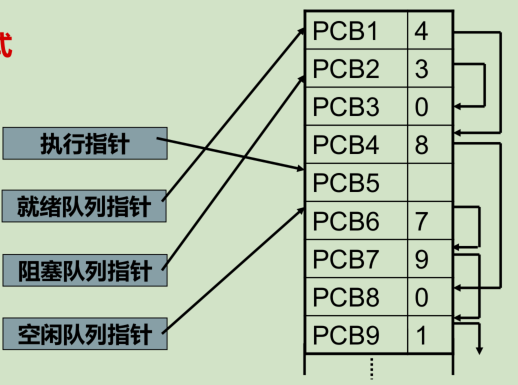 式
执行指针
就绪队列指针
阻塞队列指针
空闲队列指针
PCB1 4
PCB2 3
PCB3 0
PCB4 8
PCB5
PCB6 7
PCB7 9
PCB8 0
PCB9 1